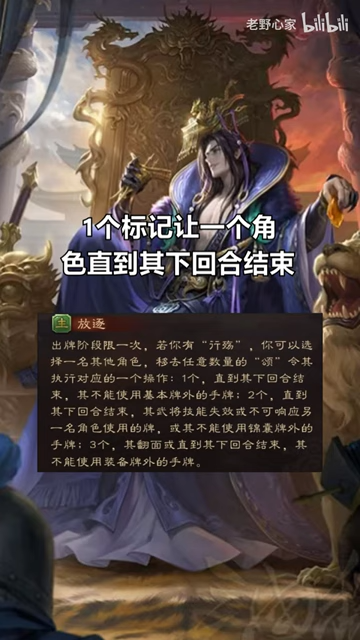 老野心家 bilibili
1个标记让一个角
色直到其下回合结束
主 放逐
出牌阶段限一次，若你有“行殇”，你可以选
择一名其他角色，移去任意数量的“颂”令其
执行对应的一个操作：1个，直到其下回合结
束，其不能使用基本牌外的手牌；2个，直到
其下回合结束，其武将技能失效或不可响应另
一名角色使用的牌，或其不能使用锦囊牌外的
手牌；3个，其翻面或直到其下回合结束，其
不能使用装备牌外的手牌。